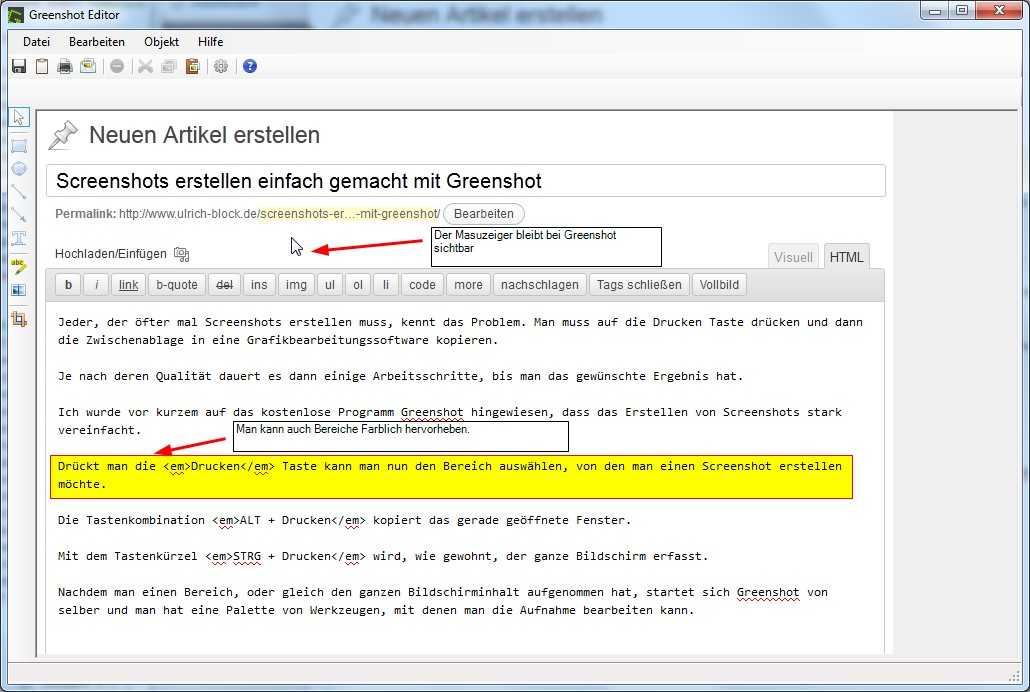 Neuen Artikel erstellen
Greenshot Editor
Datei Bearbeiten Objekt Hilfe
Neuen Artikel erstellen
Screenshots erstellen einfach gemacht mit Greenshot
Permalink: http://www.ulrich-block.de/screenshots-er…-mit-greenshot/ Bearbeiten
Der Masuzeiger bleibt bei Greenshot
sichtbar
Hochladen/Einfügen
Visuell HTML
b i link b-quote del ins img ul ol li code more nachschlagen Tags schließen Vollbild
Jeder, der öfter mal Screenshots erstellen muss, kennt das Problem. Man muss auf die Drucken Taste drücken und dann
die Zwischenablage in eine Grafikbearbeitungssoftware kopieren.
Je nach deren Qualität dauert es dann einige Arbeitsschritte, bis man das gewünschte Ergebnis hat.
Ich wurde vor kurzem auf das kostenlose Programm Greenshot hingewiesen, dass das Erstellen von Screenshots stark
vereinfacht.
Man kann auch Bereiche Farblich hervorheben.
Drückt man die <em>Drucken</em> Taste kann man nun den Bereich auswählen, von den man einen Screenshot erstellen
möchte.
Die Tastenkombination <em>ALT + Drucken</em> kopiert das gerade geöffnete Fenster.
Mit dem Tastenkürzel <em>STRG + Drucken</em> wird, wie gewohnt, der ganze Bildschirm erfasst.
Nachdem man einen Bereich, oder gleich den ganzen Bildschirminhalt aufgenommen hat, startet sich Greenshot von
selber und man hat eine Palette von Werkzeugen, mit denen man die Aufnahme bearbeiten kann.